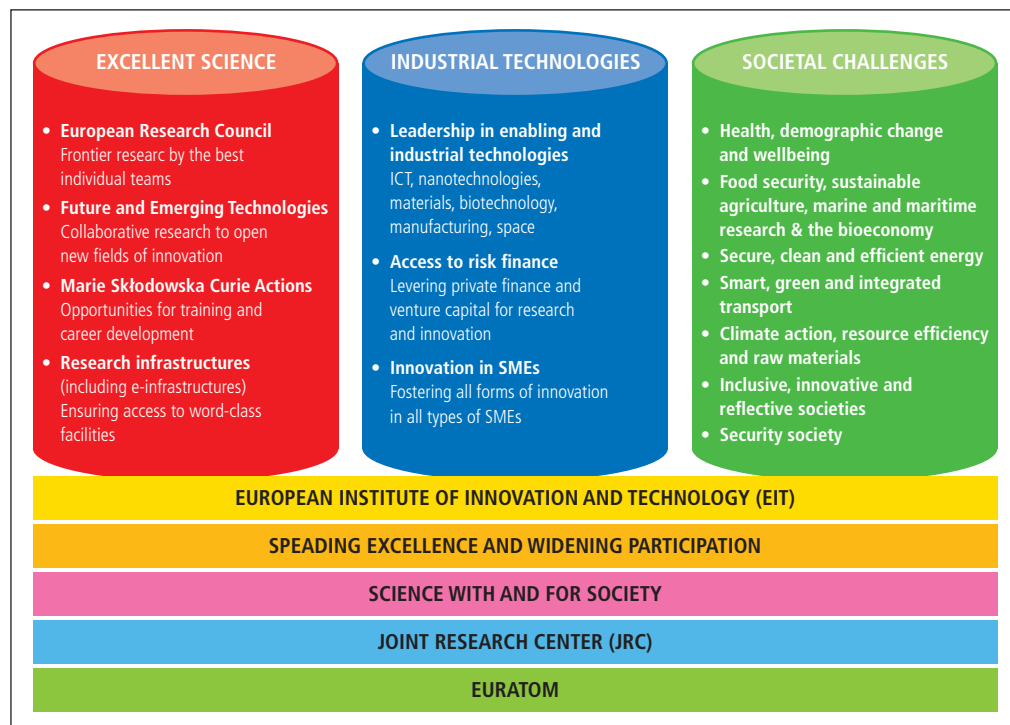 EXCELLENT SCIENCE
• European Research Council
Frontier researc by the best
individual teams
• Future and Emerging Technologies
Collaborative research to open
new fields of innovation
• Marie Skłodowska Curie Actions
Opportunities for training and
career development
• Research infrastructures
(including e-infrastructures)
Ensuring access to word-class
facilities
INDUSTRIAL TECHNOLOGIES
• Leadership in enabling and
industrial technologies
ICT, nanotechnologies,
materials, biotechnology,
manufacturing, space
• Access to risk finance
Levering private finance and
venture capital for research
and innovation
• Innovation in SMEs
Fostering all forms of innovation
in all types of SMEs
SOCIETAL CHALLENGES
• Health, demographic change
and wellbeing
• Food security, sustainable
agriculture, marine and maritime
research & the bioeconomy
• Secure, clean and efficient energy
• Smart, green and integrated
transport
• Climate action, resource efficiency
and raw materials
• Inclusive, innovative and
reflective societies
• Security society
EUROPEAN INSTITUTE OF INNOVATION AND TECHNOLOGY (EIT)
SPEADING EXCELLENCE AND WIDENING PARTICIPATION
SCIENCE WITH AND FOR SOCIETY
JOINT RESEARCH CENTER (JRC)
EURATOM